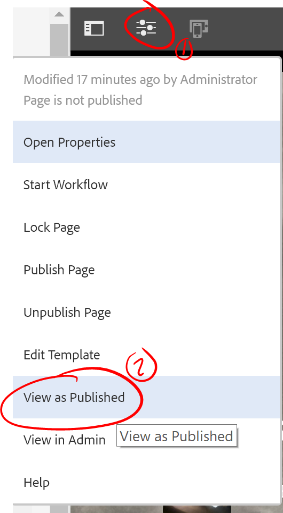 1
Modified 17 minutes ago by Administrator
Page is not published
Open Properties
Start Workflow
Lock Page
Publish Page
Unpublish Page
Edit Template
2
View as Published
View in Admin
View as Published
Help